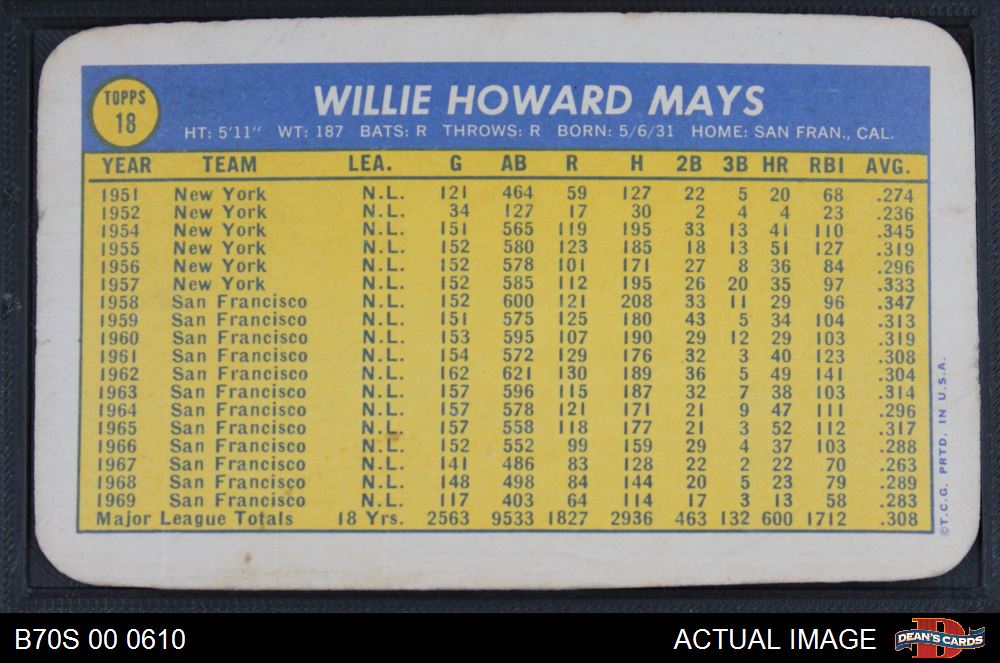 TOPPS
18
WILLIE HOWARD MAYS
HT: 5'11" WT: 187 BATS: R THROWS: R BORN: 5/6/31 HOME: SAN FRAN., CAL.
YEAR TEAM LEA. G AB R H 2B 3B HR RBI AVG.
1951 New York N.L. 121 464 59 127 22 5 20 68 .274
1952 New York N.L. 34 127 17 30 2 4 4 23 .236
1954 New York N.L. 151 565 119 195 33 13 41 110 .345
1955 New York N.L. 152 580 123 185 18 13 51 127 .319
1956 New York N.L. 152 578 101 171 27 8 36 84 .296
1957 New York N.L. 152 585 112 195 26 20 35 97 .333
1958 San Francisco N.L. 152 600 121 208 33 11 29 96 .347
1959 San Francisco N.L. 151 575 125 180 43 5 34 104 .313
1960 San Francisco N.L. 153 595 107 190 29 12 29 103 .319
1961 San Francisco N.L. 154 572 129 176 32 3 40 123 .308
1962 San Francisco N.L. 162 621 130 189 36 5 49 141 .304
1963 San Francisco N.L. 157 596 115 187 32 7 38 103 .314
1964 San Francisco N.L. 157 578 121 171 21 9 47 111 .296
1965 San Francisco N.L. 157 558 118 177 21 3 52 112 .317
1966 San Francisco N.L. 152 552 99 159 29 4 37 103 .288
1967 San Francisco N.L. 141 486 83 128 22 2 22 70 .263
1968 San Francisco N.L. 148 498 84 144 20 5 23 79 .289
1969 San Francisco N.L. 117 403 64 114 17 3 13 58 .283
Major League Totals 18 Yrs. 2563 9533 1827 2936 463 132 600 1712 .308
©T.C.G. PRTD. IN U.S.A.
B70S 00 0610
ACTUAL IMAGE
DEAN'S CARDS